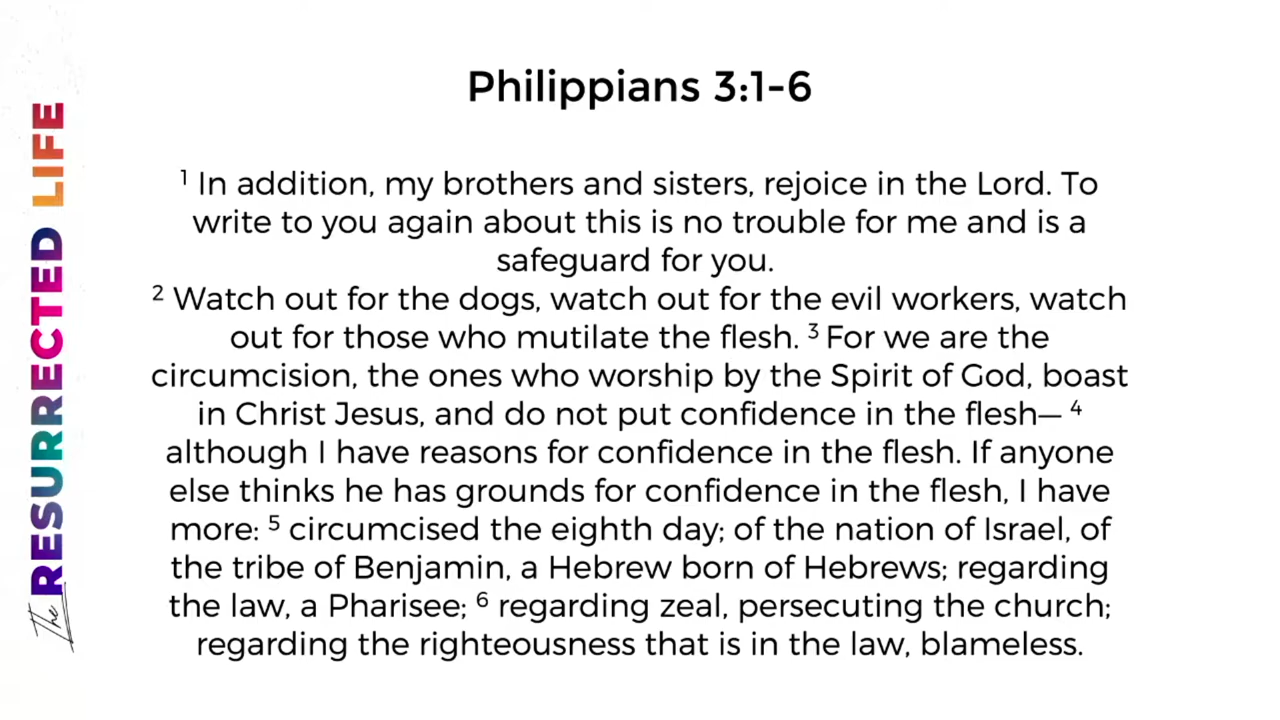 The RESURRECTED LIFE
Philippians 3:1-6
1 In addition, my brothers and sisters, rejoice in the Lord. To
write to you again about this is no trouble for me and is a
safeguard for you.
2 Watch out for the dogs, watch out for the evil workers, watch
out for those who mutilate the flesh. 3 For we are the
circumcision, the ones who worship by the Spirit of God, boast
in Christ Jesus, and do not put confidence in the flesh— 4
although I have reasons for confidence in the flesh. If anyone
else thinks he has grounds for confidence in the flesh, I have
more: 5 circumcised the eighth day; of the nation of Israel, of
the tribe of Benjamin, a Hebrew born of Hebrews; regarding
the law, a Pharisee; 6 regarding zeal, persecuting the church;
regarding the righteousness that is in the law, blameless.